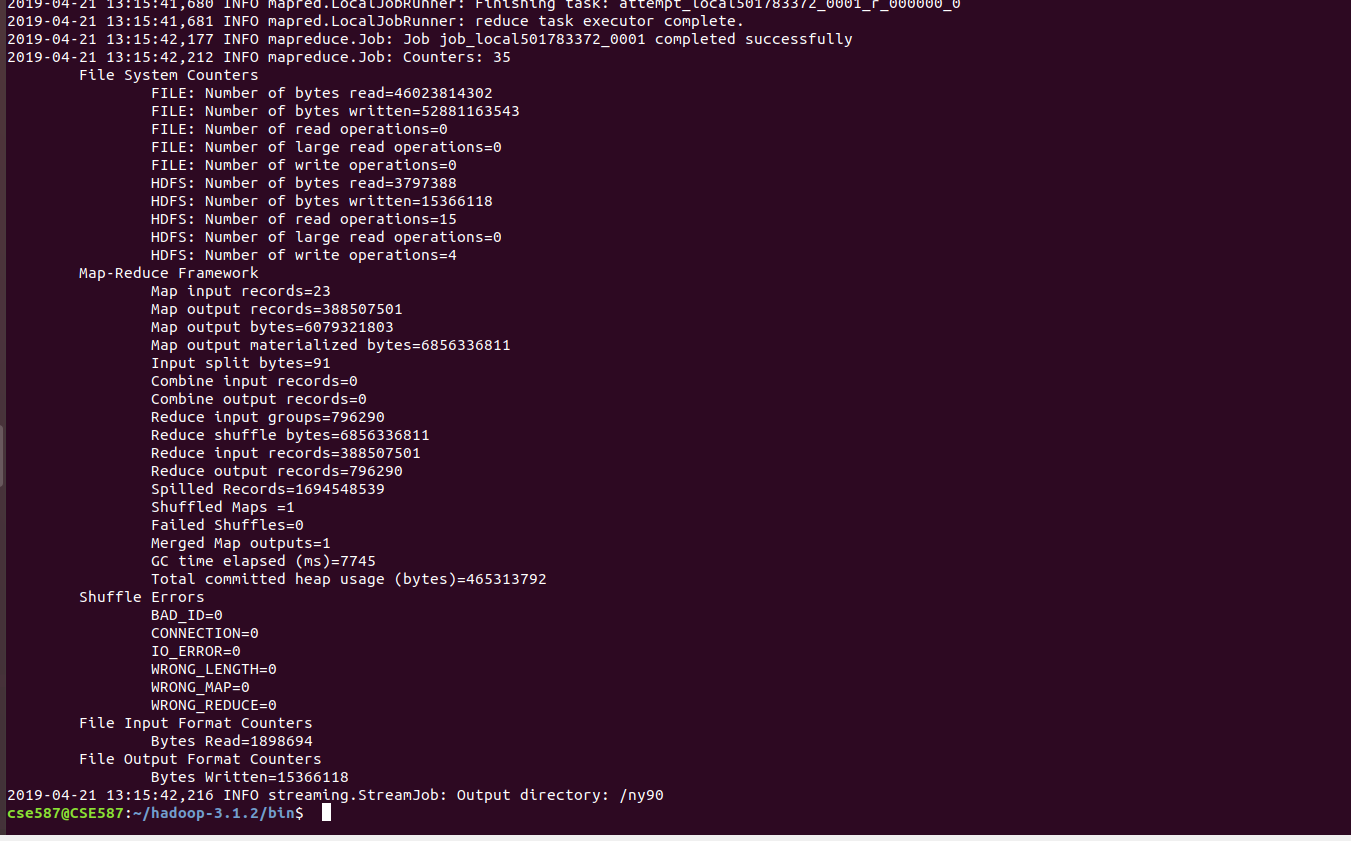 2019-04-21 13:15:41,680 INFO mapred.LocalJobRunner: Finishing task: attempt_local501783372_0001_r_000000_0
2019-04-21 13:15:41,681 INFO mapred.LocalJobRunner: reduce task executor complete.
2019-04-21 13:15:42,177 INFO mapreduce.Job: Job job_local501783372_0001 completed successfully
2019-04-21 13:15:42,212 INFO mapreduce.Job: Counters: 35
File System Counters
FILE: Number of bytes read=46023814302
FILE: Number of bytes written=52881163543
FILE: Number of read operations=0
FILE: Number of large read operations=0
FILE: Number of write operations=0
HDFS: Number of bytes read=3797388
HDFS: Number of bytes written=15366118
HDFS: Number of read operations=15
HDFS: Number of large read operations=0
HDFS: Number of write operations=4
Map-Reduce Framework
Map input records=23
Map output records=388507501
Map output bytes=6079321803
Map output materialized bytes=6856336811
Input split bytes=91
Combine input records=0
Combine output records=0
Reduce input groups=796290
Reduce shuffle bytes=6856336811
Reduce input records=388507501
Reduce output records=796290
Spilled Records=1694548539
Shuffled Maps =1
Failed Shuffles=0
Merged Map outputs=1
GC time elapsed (ms)=7745
Total committed heap usage (bytes)=465313792
Shuffle Errors
BAD_ID=0
CONNECTION=0
IO_ERROR=0
WRONG_LENGTH=0
WRONG_MAP=0
WRONG_REDUCE=0
File Input Format Counters
Bytes Read=1898694
File Output Format Counters
Bytes Written=15366118
2019-04-21 13:15:42,216 INFO streaming.StreamJob: Output directory: /ny90
cse587@CSE587:~/hadoop-3.1.2/bin$